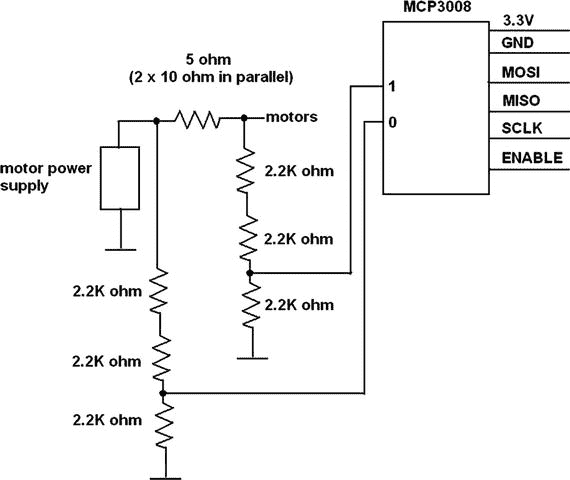 MCP3008
3.3V
GND
MOSI
MISO
SCLK
ENABLE
1
0
5 ohm
(2 x 10 ohm in parallel)
motors
motor power
supply
2.2K ohm
2.2K ohm
2.2K ohm
2.2K ohm
2.2K ohm
2.2K ohm